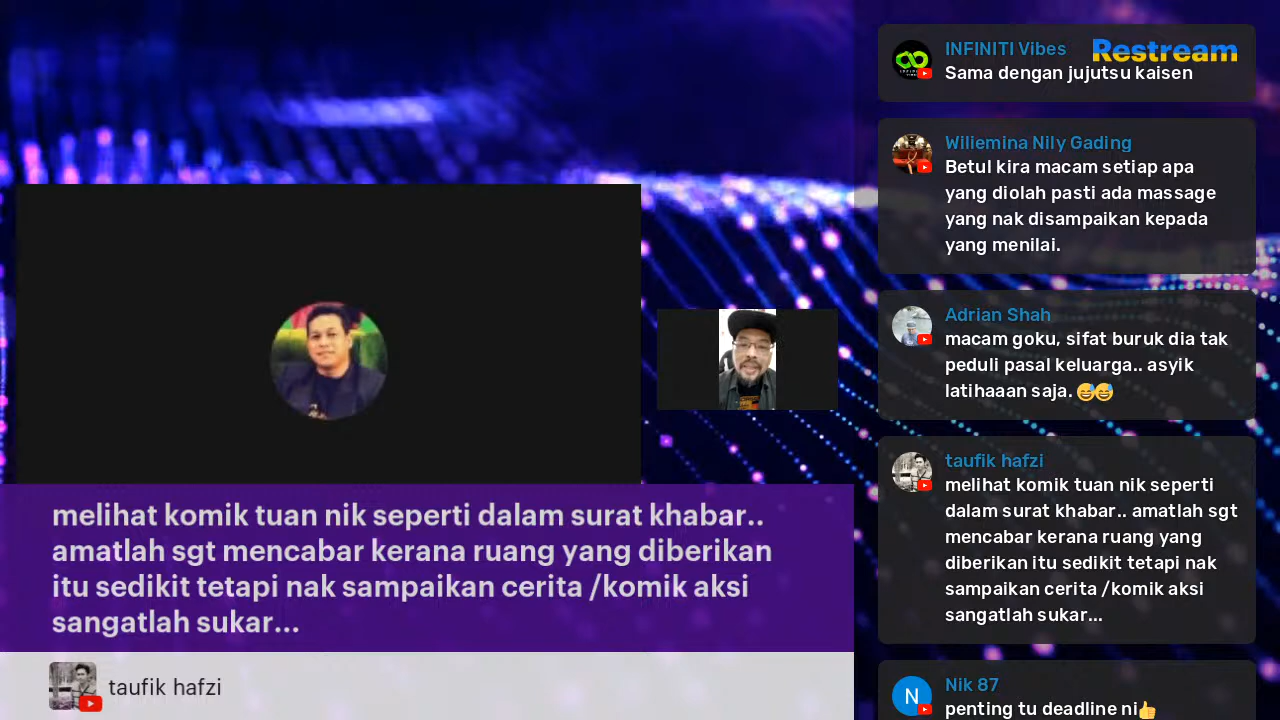 melihat komik tuan nik seperti dalam surat khabar..
amatlah sgt mencabar kerana ruang yang diberikan
itu sedikit tetapi nak sampaikan cerita /komik aksi
sangatlah sukar...
taufik hafzi
Restream
INFINITI Vibes
Sama dengan jujutsu kaisen
Wiliemina Nily Gading
Betul kira macam setiap apa
yang diolah pasti ada massage
yang nak disampaikan kepada
yang menilai.
Adrian Shah
macam goku, sifat buruk dia tak
peduli pasal keluarga.. asyik
latihaaan saja. 😅😅
taufik hafzi
melihat komik tuan nik seperti
dalam surat khabar.. amatlah sgt
mencabar kerana ruang yang
diberikan itu sedikit tetapi nak
sampaikan cerita /komik aksi
sangatlah sukar...
N
Nik 87
penting tu deadline ni👍